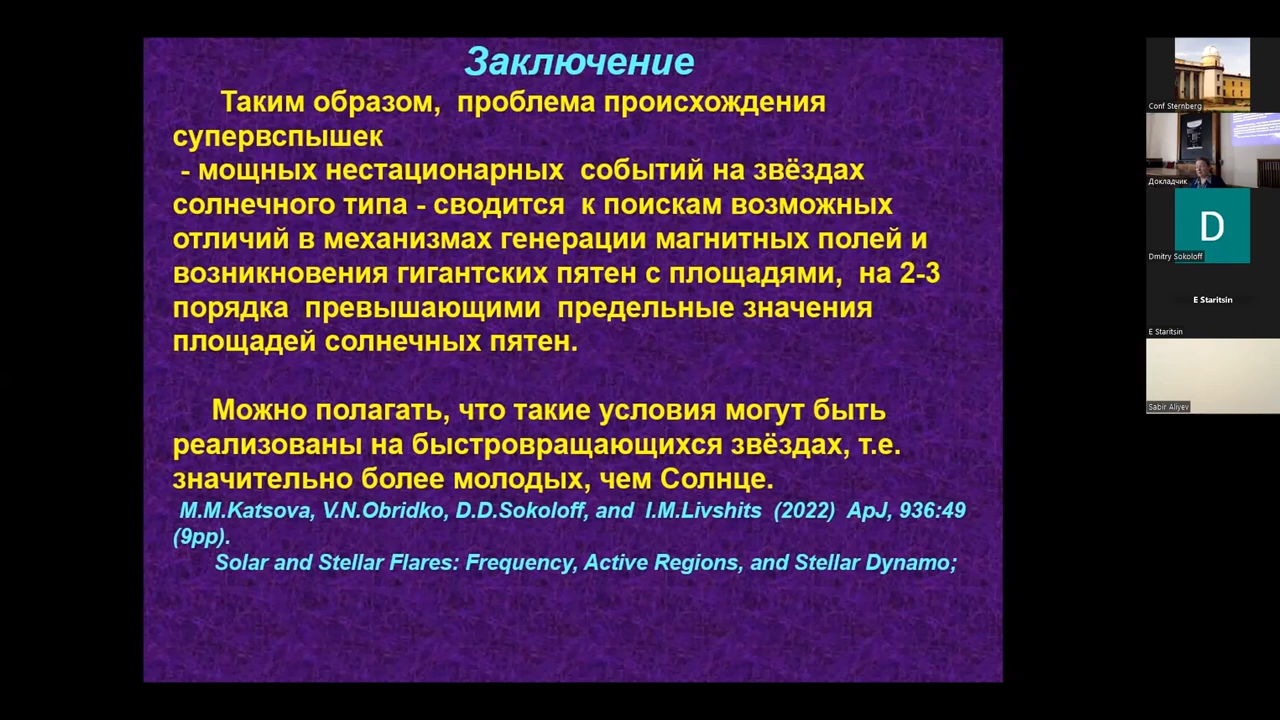 Заключение
Таким образом, проблема происхождения
супервспышек
- мощных нестационарных событий на звёздах
солнечного типа - сводится к поискам возможных
отличий в механизмах генерации магнитных полей и
возникновения гигантских пятен с площадями, на 2-3
порядка превышающими предельные значения
площадей солнечных пятен.
Можно полагать, что такие условия могут быть
реализованы на быстровращающихся звёздах, т.е.
значительно более молодых, чем Солнце.
M.M.Katsova, V.N.Obridko, D.D.Sokoloff, and I.M.Livshits (2022) ApJ, 936:49
(9pp).
Solar and Stellar Flares: Frequency, Active Regions, and Stellar Dynamo;
Conf Sternberg
Докладчик
D
Dmitry Sokoloff
E Staritsin
E Staritsin
Sabir Aliyev